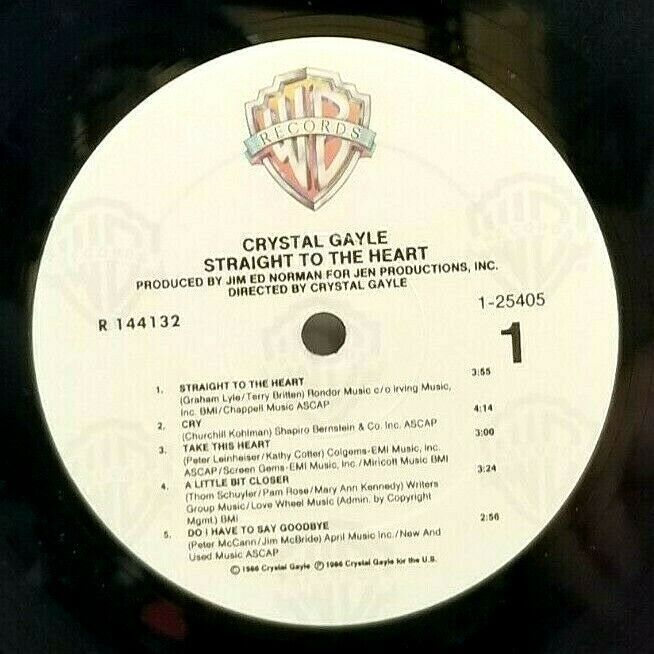 WB
RECORDS
CRYSTAL GAYLE
STRAIGHT TO THE HEART
PRODUCED BY JIM ED NORMAN FOR JEN PRODUCTIONS, INC.
DIRECTED BY CRYSTAL GAYLE
R 144132
1-25405
1
1. STRAIGHT TO THE HEART 3:55
(Graham Lyle/Terry Britten) Rondor Music c/o Irving Music,
Inc. BMI/Chappell Music ASCAP
2. CRY 4:14
(Churchill Kohlman) Shapiro Bernstein & Co. Inc. ASCAP
3. TAKE THIS HEART 3:00
(Peter Leinheiser/Kathy Cotter) Colgems-EMI Music, Inc.
ASCAP/Screen Gems-EMI Music, Inc./Miricott Music BMI
4. A LITTLE BIT CLOSER 3:24
(Thom Schuyler/Pam Rose/Mary Ann Kennedy) Writers
Group Music/Love Wheel Music (Admin. by Copyright
Mgmt.) BMI
5. DO I HAVE TO SAY GOODBYE 2:56
(Peter McCann/Jim McBride) April Music Inc./New And
Used Music ASCAP
©1986 Crystal Gayle ℗1986 Crystal Gayle for the U.S.